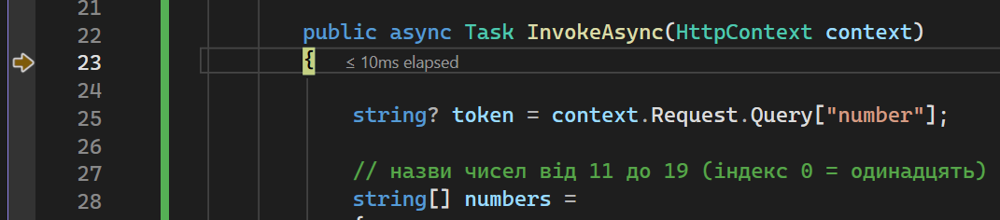 21
22 public async Task InvokeAsync(HttpContext context)
23 { ≤ 10ms elapsed
24
25 string? token = context.Request.Query["number"];
26
27 // назви чисел від 11 до 19 (індекс 0 = одинадцять)
28 string[] numbers =